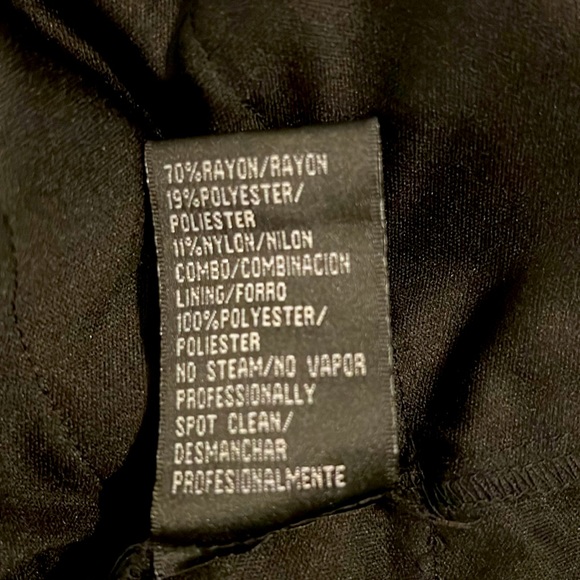 70%RAYON/RAYON
19%POLYESTER/
POLIESTER
11%NYLON/NILON
COMBO/COMBINACION
LINING/FORRO
100%POLYESTER/
POLIESTER
NO STEAM/NO VAPOR
PROFESSIONALLY
SPOT CLEAN/
DESMANCHAR
PROFESIONALMENTE